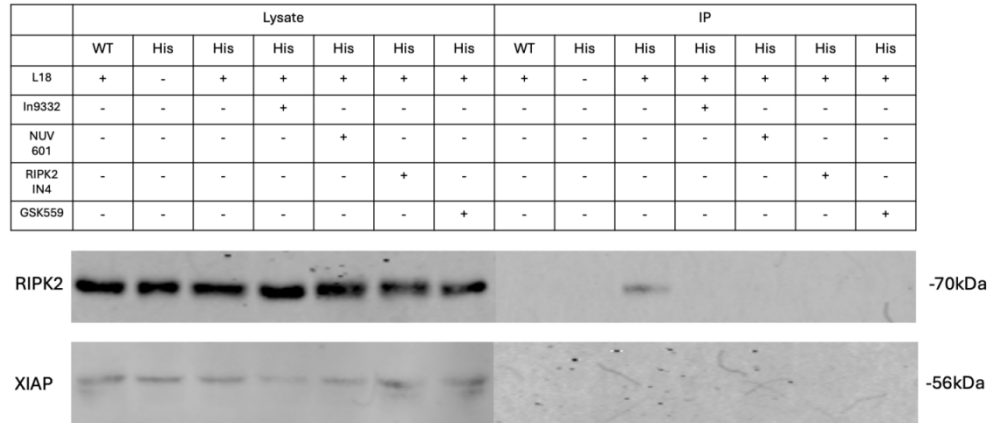 Lysate IP
WT His His His His His His WT His His His His His His
L18 + - + + + + + + - + + + + +
In9332 - - - + - - - - - - + - - -
NUV - - - - + - - - - - - + - -
601
RIPK2 - - - - - + - - - - - - + -
IN4
GSK559 - - - - - - + - - - - - - +
RIPK2 -70kDa
XIAP -56kDa